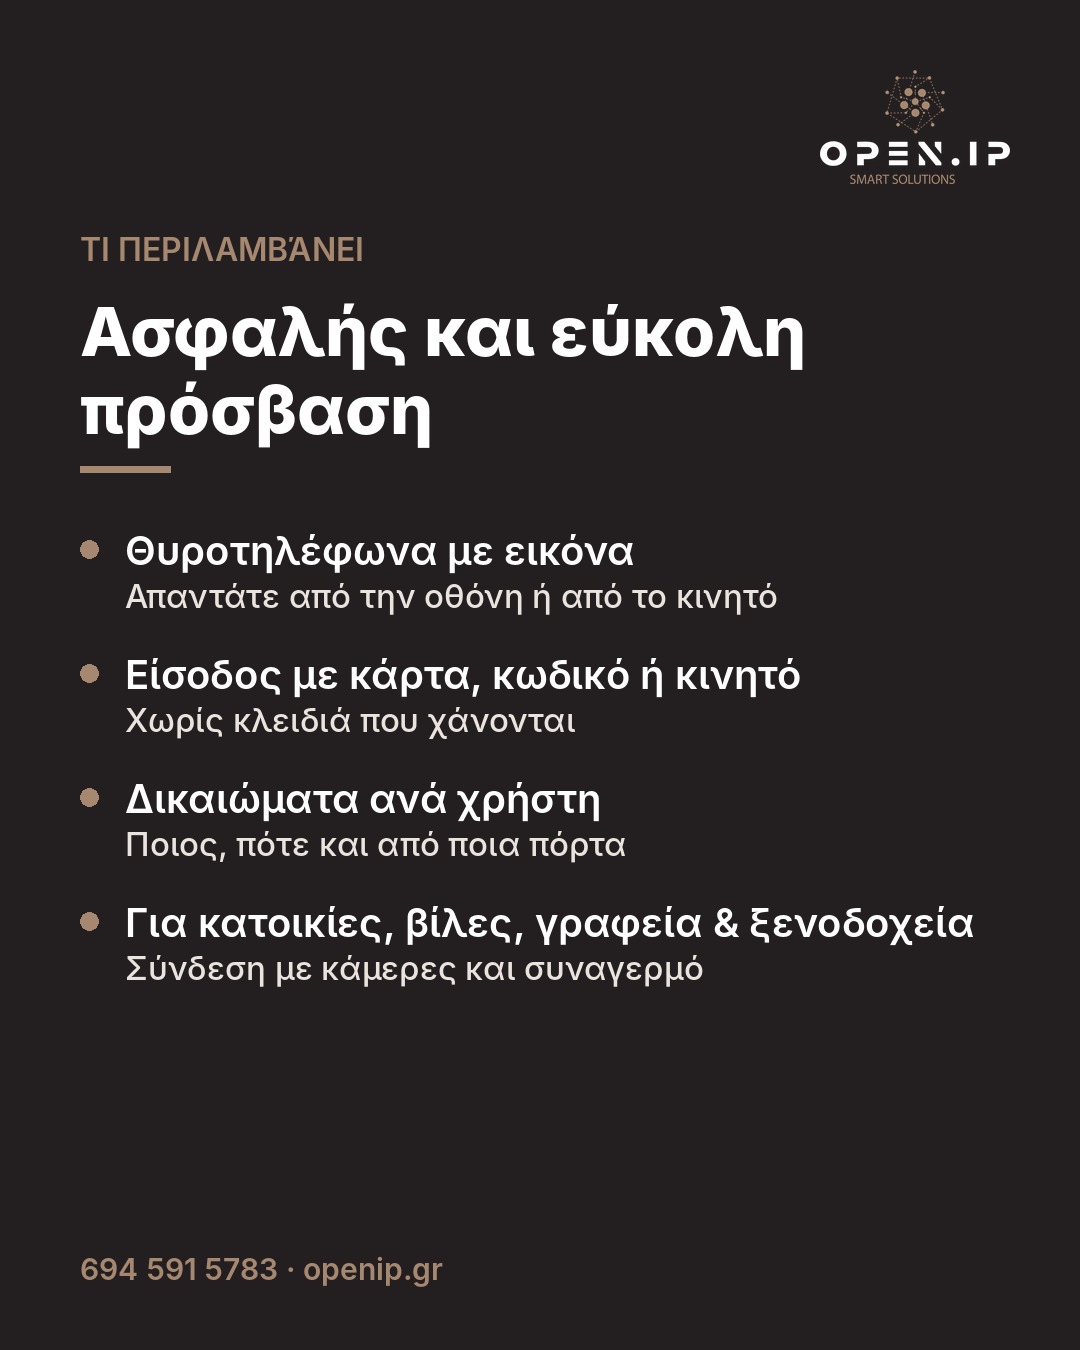 OPEN.IP
SMART SOLUTIONS
ΤΙ ΠΕΡΙΛΑΜΒΆΝΕΙ
Ασφαλής και εύκολη
πρόσβαση
Θυροτηλέφωνα με εικόνα
Απαντάτε από την οθόνη ή από το κινητό
Είσοδος με κάρτα, κωδικό ή κινητό
Χωρίς κλειδιά που χάνονται
Δικαιώματα ανά χρήστη
Ποιος, πότε και από ποια πόρτα
Για κατοικίες, βίλες, γραφεία & ξενοδοχεία
Σύνδεση με κάμερες και συναγερμό
694 591 5783 · openip.gr